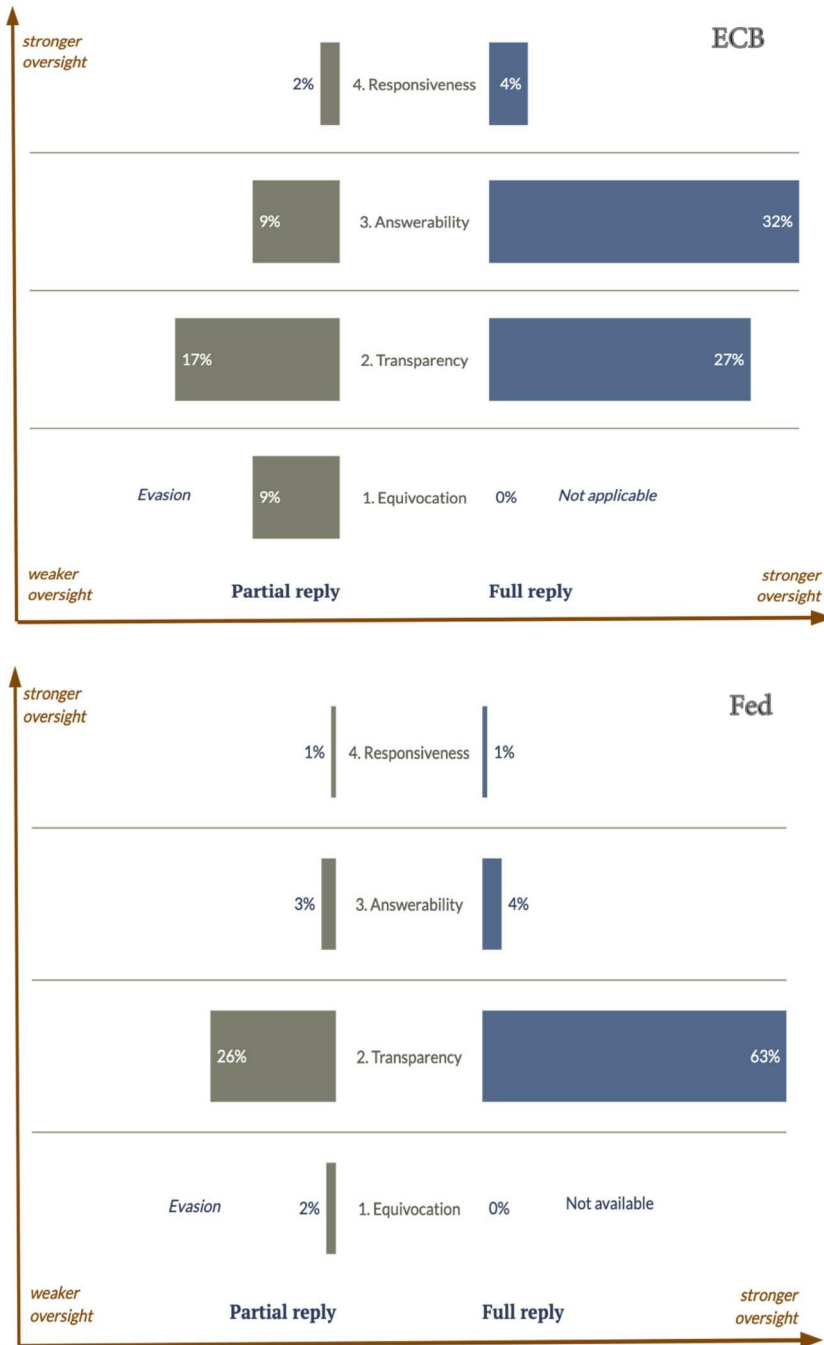 stronger
oversight
ECB
2% 4. Responsiveness 4%
9% 3. Answerability 32%
17% 2. Transparency 27%
Evasion 9% 1. Equivocation 0% Not applicable
weaker
oversight
Partial reply Full reply
stronger
oversight
stronger
oversight
Fed
1% 4. Responsiveness 1%
3% 3. Answerability 4%
26% 2. Transparency 63%
Evasion 2% 1. Equivocation 0% Not available
weaker
oversight
Partial reply Full reply
stronger
oversight